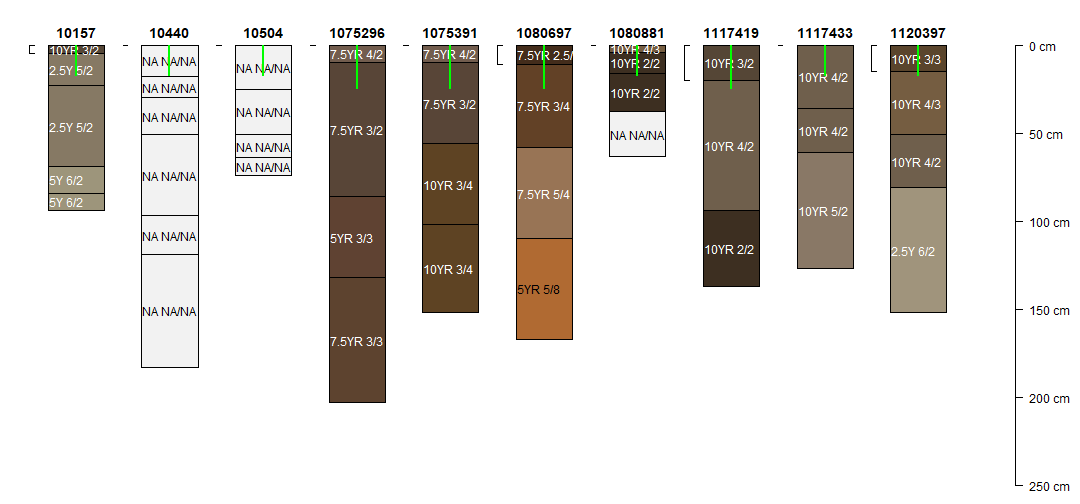 10157 10440 10504 1075296 1075391 1080697 1080881 1117419 1117433 1120397
0 cm
50 cm
100 cm
150 cm
200 cm
250 cm
10YR 3/2
2.5Y 5/2
2.5Y 5/2
5Y 6/2
5Y 6/2
NA NA/NA
NA NA/NA
NA NA/NA
NA NA/NA
NA NA/NA
NA NA/NA
NA NA/NA
NA NA/NA
NA NA/NA
NA NA/NA
7.5YR 4/2
7.5YR 3/2
5YR 3/3
7.5YR 3/3
7.5YR 4/2
7.5YR 3/2
10YR 3/4
10YR 3/4
7.5YR 2.5/
7.5YR 3/4
7.5YR 5/4
5YR 5/8
10YR 4/3
10YR 2/2
10YR 2/2
NA NA/NA
10YR 3/2
10YR 4/2
10YR 2/2
10YR 4/2
10YR 4/2
10YR 5/2
10YR 3/3
10YR 4/3
10YR 4/2
2.5Y 6/2